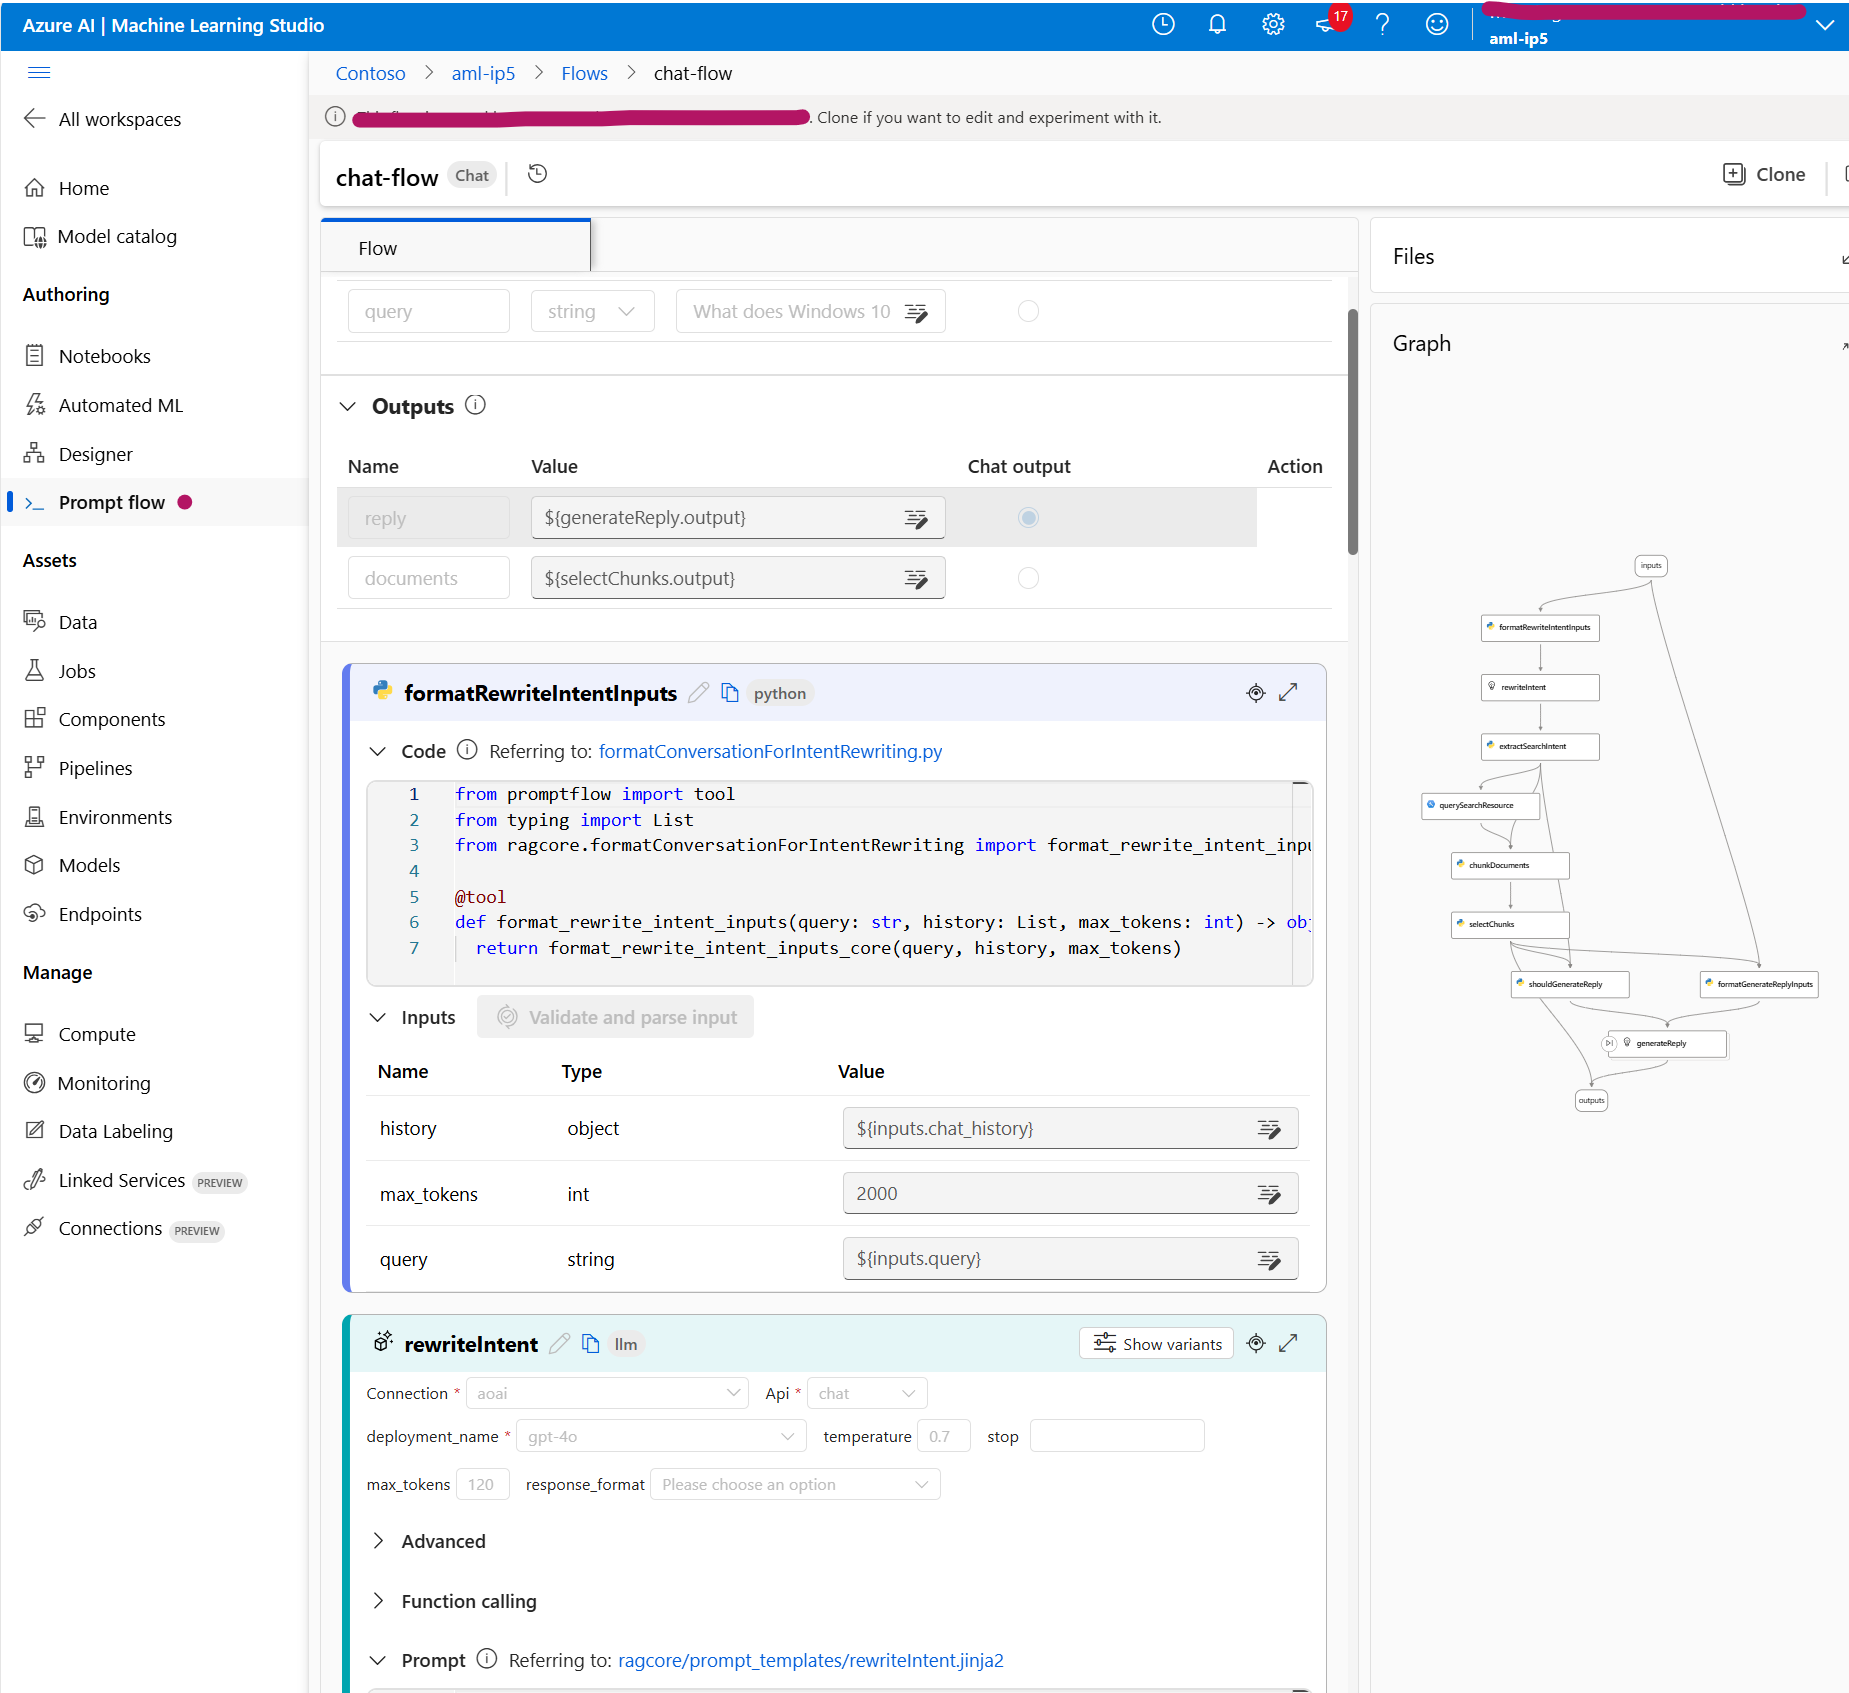 Azure AI | Machine Learning Studio
17
aml-ip5
All workspaces
Home
Model catalog
Authoring
Notebooks
Automated ML
Designer
Prompt flow
Assets
Data
Jobs
Components
Pipelines
Environments
Models
Endpoints
Manage
Compute
Monitoring
Data Labeling
Linked Services PREVIEW
Connections PREVIEW
Contoso > aml-ip5 > Flows > chat-flow
. Clone if you want to edit and experiment with it.
chat-flow Chat
Clone
Flow
query string What does Windows 10
Outputs
Name Value Chat output Action
reply ${generateReply.output}
documents ${selectChunks.output}
formatRewriteIntentInputs python
Code Referring to: formatConversationForIntentRewriting.py
1 from promptflow import tool
2 from typing import List
3 from ragcore.formatConversationForIntentRewriting import format_rewrite_intent_inpu
4
5 @tool
6 def format_rewrite_intent_inputs(query: str, history: List, max_tokens: int) -> obj
7 return format_rewrite_intent_inputs_core(query, history, max_tokens)
Inputs Validate and parse input
Name Type Value
history object ${inputs.chat_history}
max_tokens int 2000
query string ${inputs.query}
rewriteIntent llm Show variants
Connection * aoai Api * chat
deployment_name * gpt-4o temperature 0.7 stop
max_tokens 120 response_format Please choose an option
Advanced
Function calling
Prompt Referring to: ragcore/prompt_templates/rewriteIntent.jinja2
Files
Graph
inputs
formatRewriteIntentInputs
rewriteIntent
extractSearchIntent
querySearchResource
chunkDocuments
selectChunks
shouldGenerateReply formatGenerateReplyInputs
generateReply
outputs